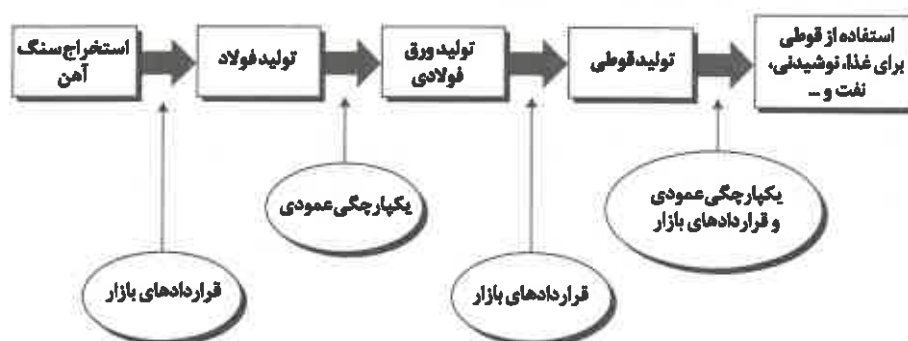 استخراج سنگ
آهن
تولید فولاد
تولید ورق
فولادی
تولید قوطی
استفاده از قوطی
برای غذا، نوشیدنی،
نفت و ...
یکپارچگی عمودی
یکپارچگی عمودی
و قراردادهای بازار
قراردادهای بازار
قراردادهای بازار